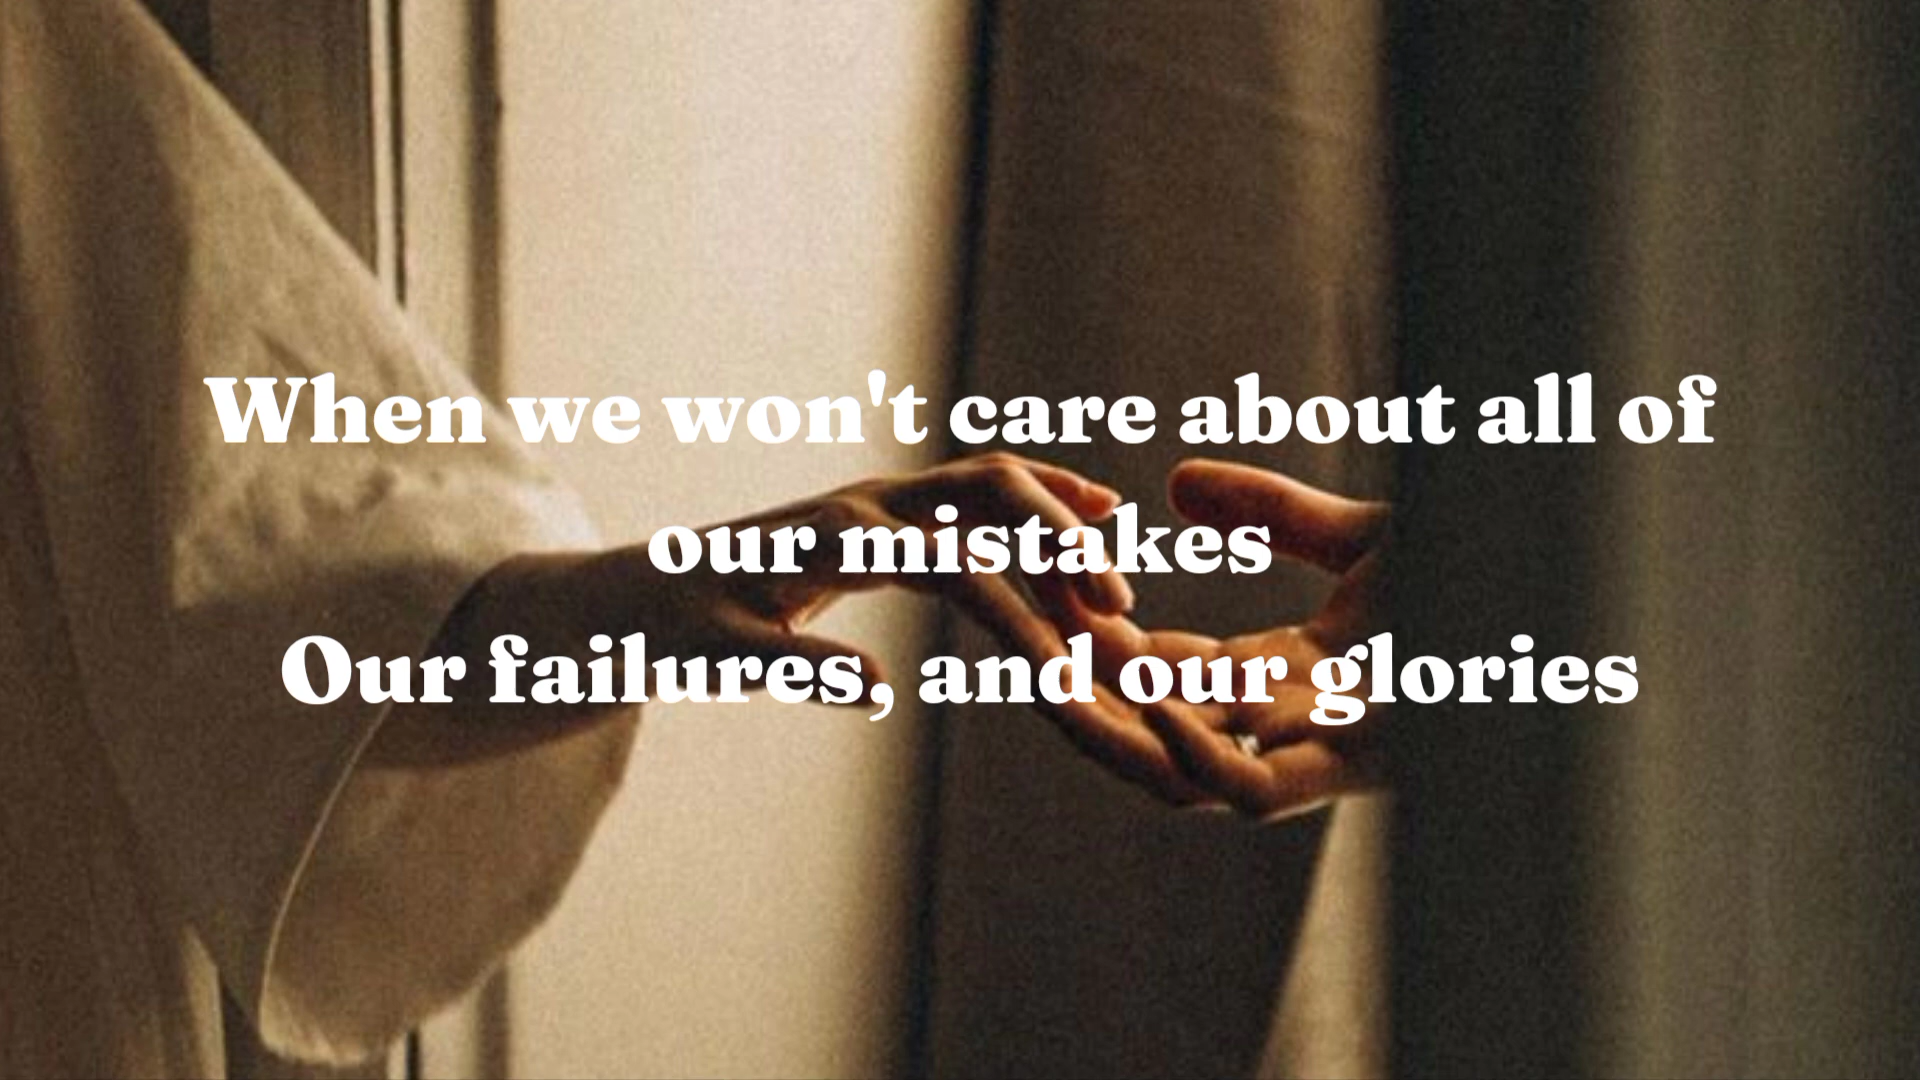 When we won't care about all of
our mistakes
Our failures, and our glories